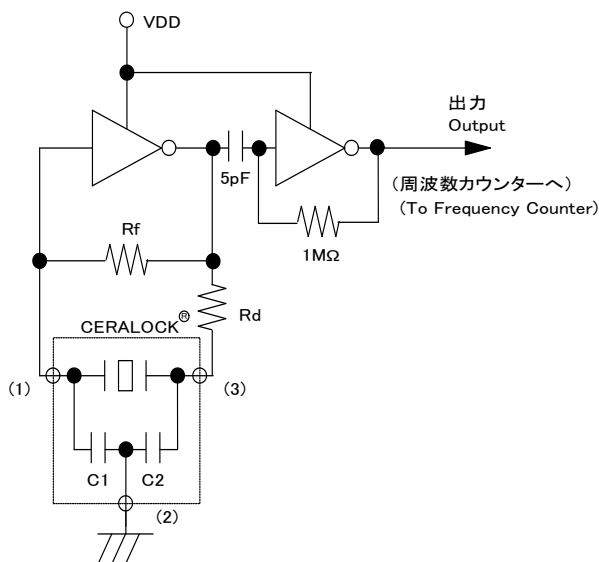 VDD
出力
Output
5pF
(周波数カウンターへ)
(To Frequency Counter)
Rf
1MΩ
Rd
CERALOCK®
(1)
(3)
C1
C2
(2)